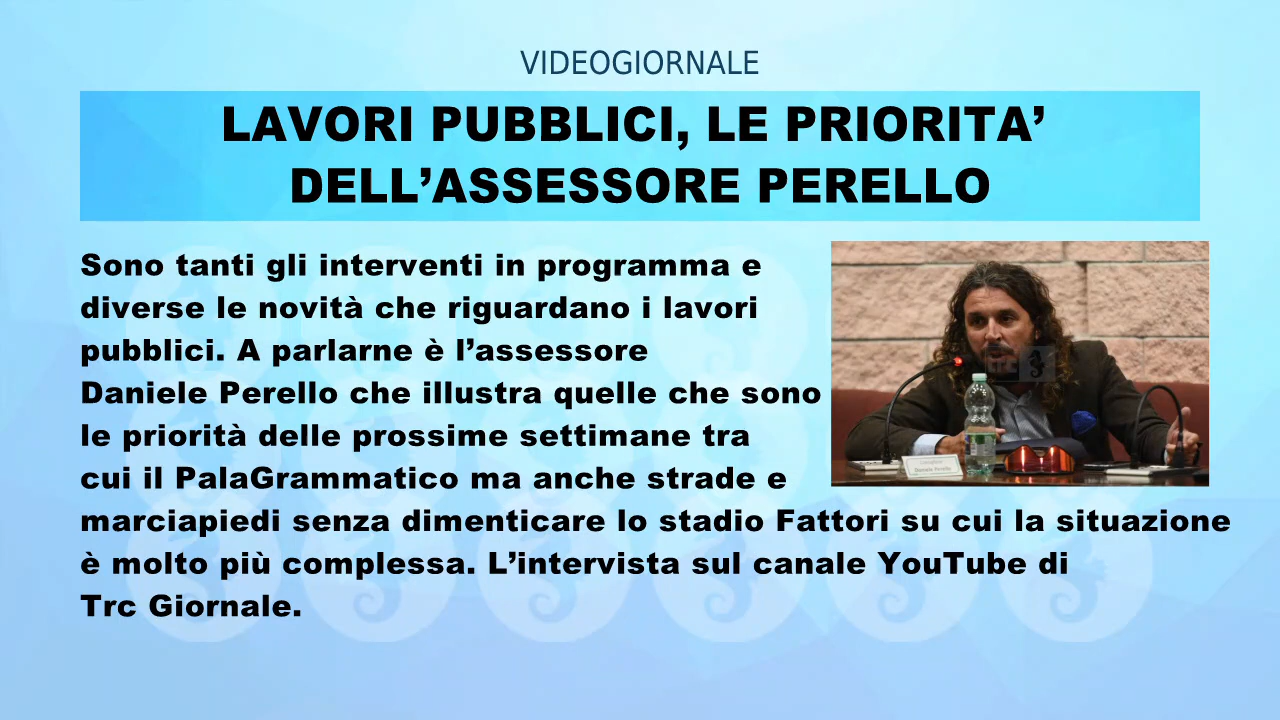 VIDEOGIORNALE
LAVORI PUBBLICI, LE PRIORITA’
DELL’ASSESSORE PERELLO
Sono tanti gli interventi in programma e
diverse le novità che riguardano i lavori
pubblici. A parlarne è l’assessore
Daniele Perello che illustra quelle che sono
le priorità delle prossime settimane tra
cui il PalaGrammatico ma anche strade e
marciapiedi senza dimenticare lo stadio Fattori su cui la situazione
è molto più complessa. L’intervista sul canale YouTube di
Trc Giornale.